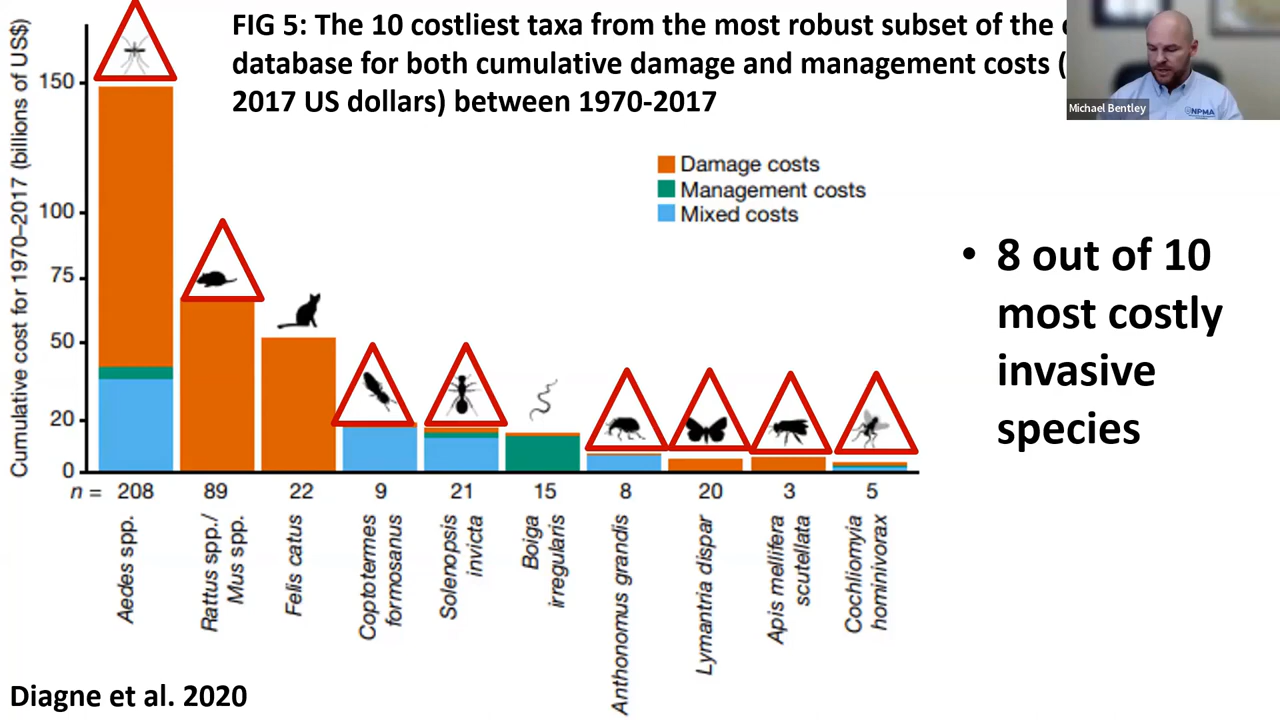 FIG 5: The 10 costliest taxa from the most robust subset of the
database for both cumulative damage and management costs (
2017 US dollars) between 1970-2017
Michael Bentley
NPMA
Cumulative cost for 1970–2017 (billions of US$)
150
100
75
50
20
0
Damage costs
Management costs
Mixed costs
• 8 out of 10
most costly
invasive
species
n = 208 89 22 9 21 15 8 20 3 5
Aedes spp.
Rattus spp./
Mus spp.
Felis catus
Coptotermes
formosanus
Solenopsis
invicta
Boiga
irregularis
Anthonomus grandis
Lymantria dispar
Apis mellifera
scutellata
Cochliomyia
hominivorax
Diagne et al. 2020